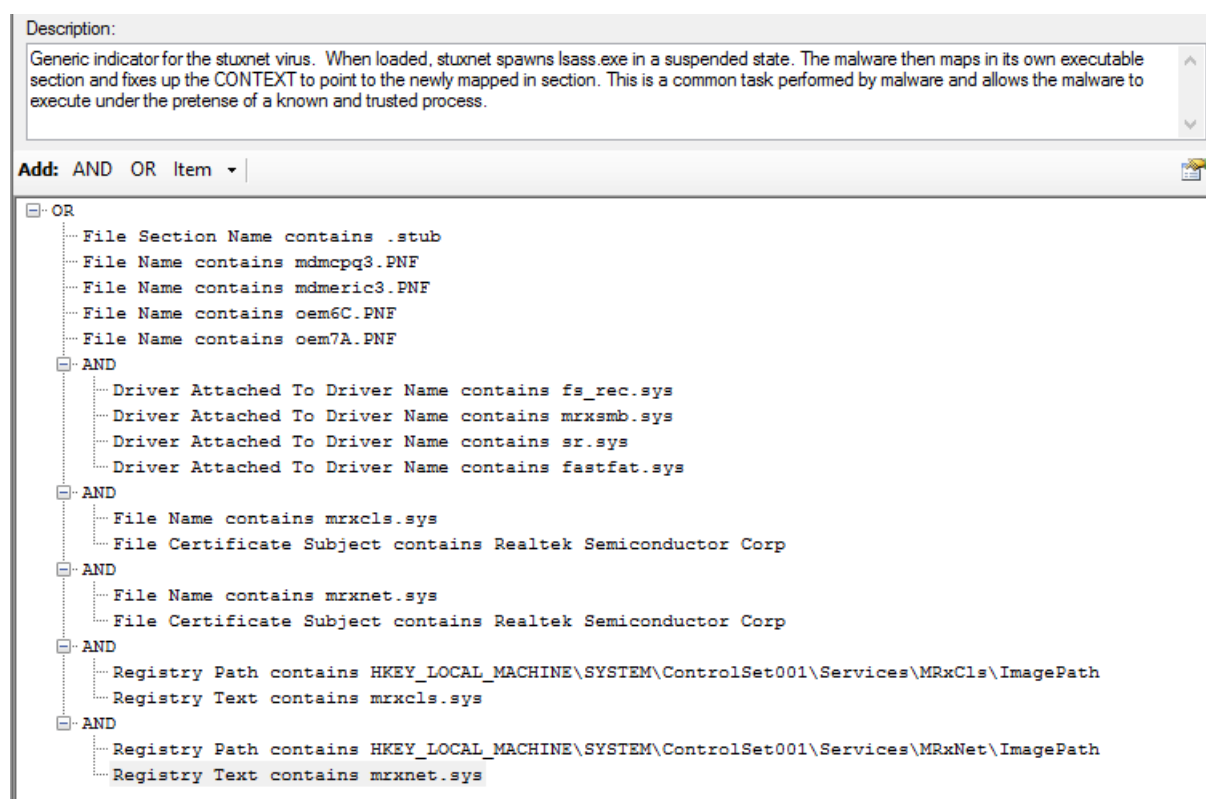 Description:
Generic indicator for the stuxnet virus.  When loaded, stuxnet spawns lsass.exe in a suspended state. The malware then maps in its own executable
section and fixes up the CONTEXT to point to the newly mapped in section. This is a common task performed by malware and allows the malware to
execute under the pretense of a known and trusted process.
Add: AND OR Item
OR
File Section Name contains .stub
File Name contains mdmcpq3.PNF
File Name contains mdmeric3.PNF
File Name contains oem6C.PNF
File Name contains oem7A.PNF
AND
Driver Attached To Driver Name contains fs_rec.sys
Driver Attached To Driver Name contains mrxsmb.sys
Driver Attached To Driver Name contains sr.sys
Driver Attached To Driver Name contains fastfat.sys
AND
File Name contains mrxcls.sys
File Certificate Subject contains Realtek Semiconductor Corp
AND
File Name contains mrxnet.sys
File Certificate Subject contains Realtek Semiconductor Corp
AND
Registry Path contains HKEY_LOCAL_MACHINE\SYSTEM\ControlSet001\Services\MRxCls\ImagePath
Registry Text contains mrxcls.sys
AND
Registry Path contains HKEY_LOCAL_MACHINE\SYSTEM\ControlSet001\Services\MRxNet\ImagePath
Registry Text contains mrxnet.sys